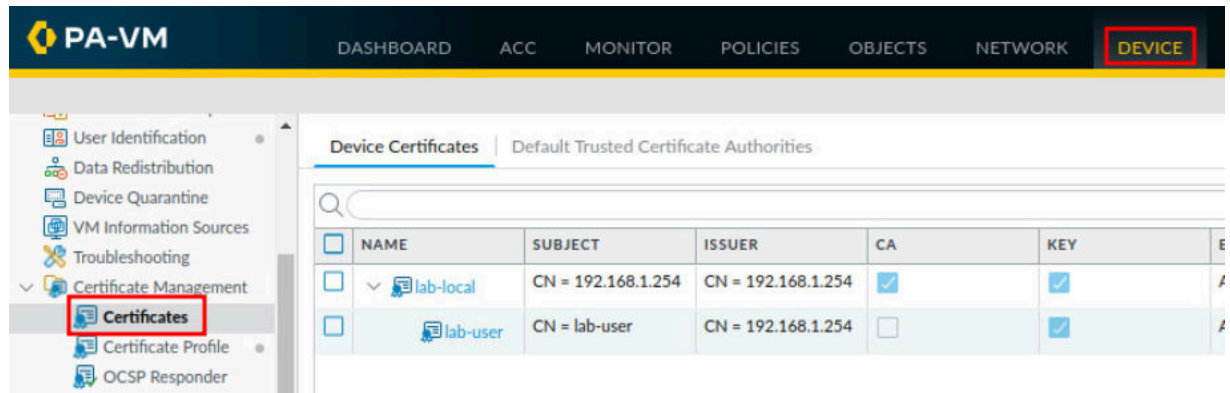 PA-VM
DASHBOARD ACC MONITOR POLICIES OBJECTS NETWORK DEVICE
User Identification
Data Redistribution
Device Quarantine
VM Information Sources
Troubleshooting
Certificate Management
Certificates
Certificate Profile
OCSP Responder
Device Certificates | Default Trusted Certificate Authorities
NAME SUBJECT ISSUER CA KEY
lab-local CN = 192.168.1.254 CN = 192.168.1.254
lab-user CN = lab-user CN = 192.168.1.254